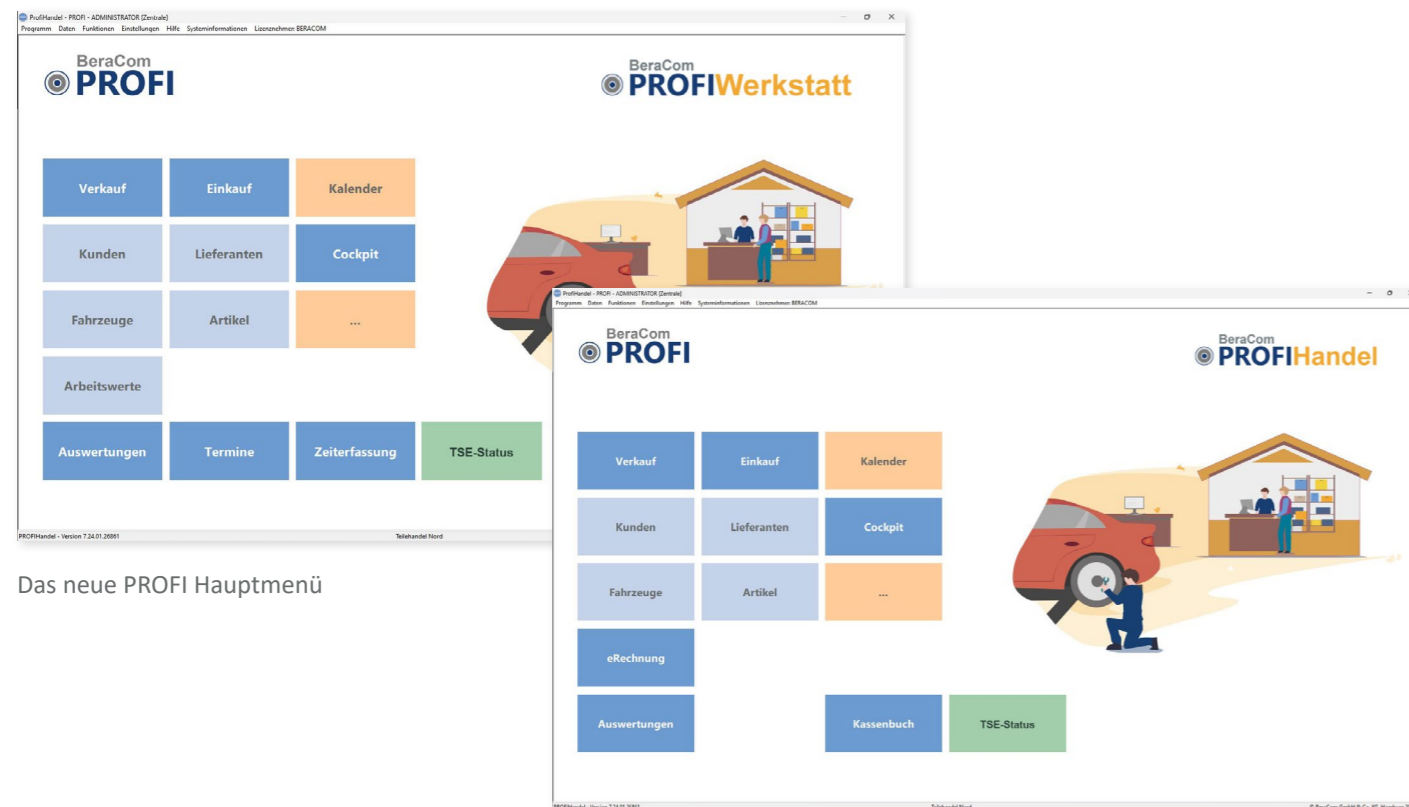 ProfiHandel - PROFI - ADMINISTRATOR [Zentrale]
Programm Daten Funktionen Einstellungen Hilfe Systeminformationen Lizenznehmer: BERACOM
BeraCom
PROFI
BeraCom
PROFIWerkstatt
Verkauf Einkauf Kalender
Kunden Lieferanten Cockpit
Fahrzeuge Artikel ...
Arbeitswerte
Auswertungen Termine Zeiterfassung TSE-Status
PROFIHandel - Version 7.24.01.26861 Teilehandel Nord
Das neue PROFI Hauptmenü
ProfiHandel - PROFI - ADMINISTRATOR [Zentrale]
Programm Daten Funktionen Einstellungen Hilfe Systeminformationen Lizenznehmer: BERACOM
BeraCom
PROFI
BeraCom
PROFIHandel
Verkauf Einkauf Kalender
Kunden Lieferanten Cockpit
Fahrzeuge Artikel ...
eRechnung
Auswertungen Kassenbuch TSE-Status